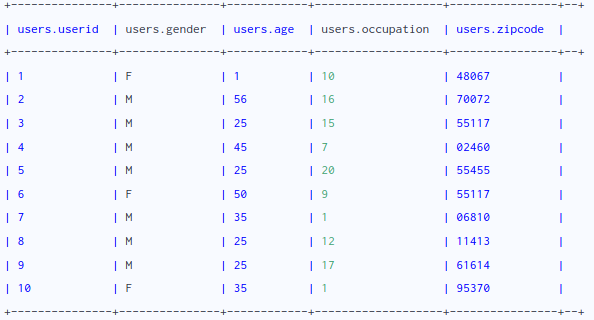 +---------------+--------------+-----------+-------------------+----------------+--+
| users.userid | users.gender | users.age | users.occupation | users.zipcode |
+---------------+--------------+-----------+-------------------+----------------+--+
| 1 | F | 1 | 10 | 48067 |
| 2 | M | 56 | 16 | 70072 |
| 3 | M | 25 | 15 | 55117 |
| 4 | M | 45 | 7 | 02460 |
| 5 | M | 25 | 20 | 55455 |
| 6 | F | 50 | 9 | 55117 |
| 7 | M | 35 | 1 | 06810 |
| 8 | M | 25 | 12 | 11413 |
| 9 | M | 25 | 17 | 61614 |
| 10 | F | 35 | 1 | 95370 |
+---------------+--------------+-----------+-------------------+----------------+--+